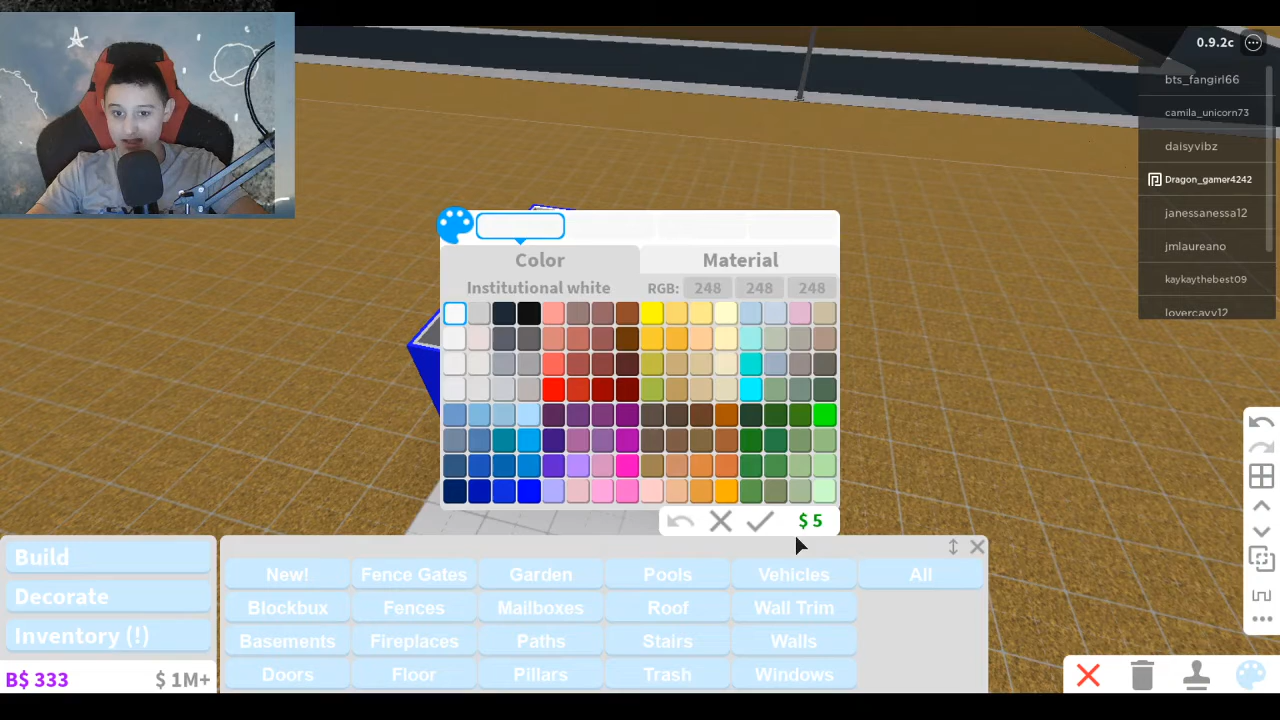 0.9.2c
bts_fangirl66
camila_unicorn73
daisyvibz
Dragon_gamer4242
janessanessa12
jmlaureano
kaykaythebest09
lovercavv12
Color
Material
Institutional white
RGB: 248 248 248
$ 5
Build
Decorate
Inventory (!)
B$ 333
$ 1M+
New!
Fence Gates
Garden
Pools
Vehicles
All
Blockbux
Fences
Mailboxes
Roof
Wall Trim
Basements
Fireplaces
Paths
Stairs
Walls
Doors
Floor
Pillars
Trash
Windows